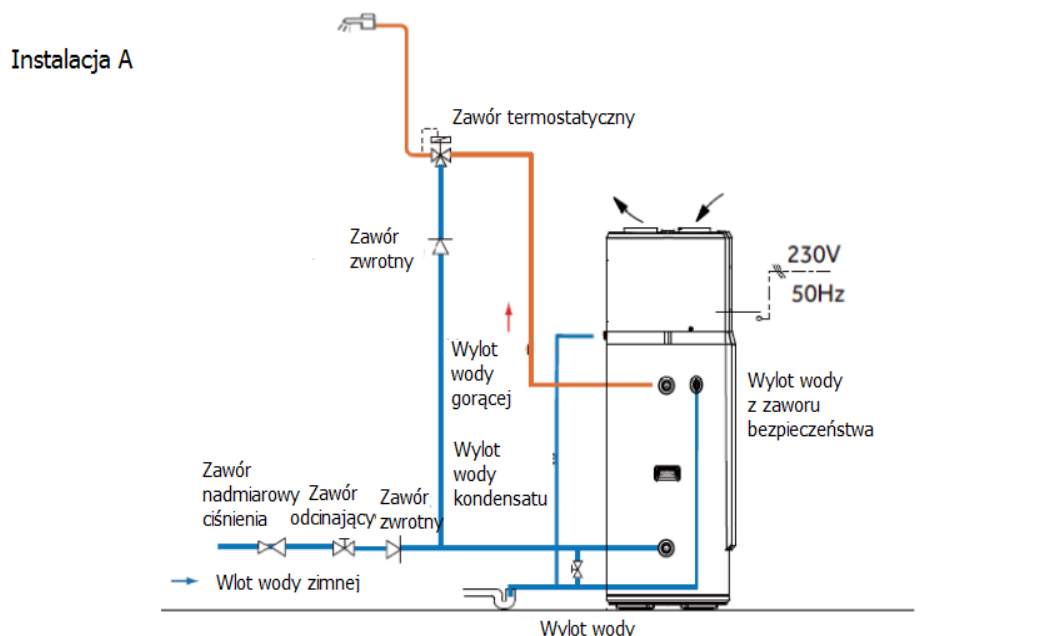 Instalacja A
Zawór termostatyczny
Zawór
zwrotny
230V
50Hz
Wylot
wody
gorącej
Wylot wody
z zaworu
bezpieczeństwa
Wylot
wody
kondensatu
Zawór
nadmiarowy
ciśnienia
Zawór
odcinający
Zawór
zwrotny
Wlot wody zimnej
Wylot wody